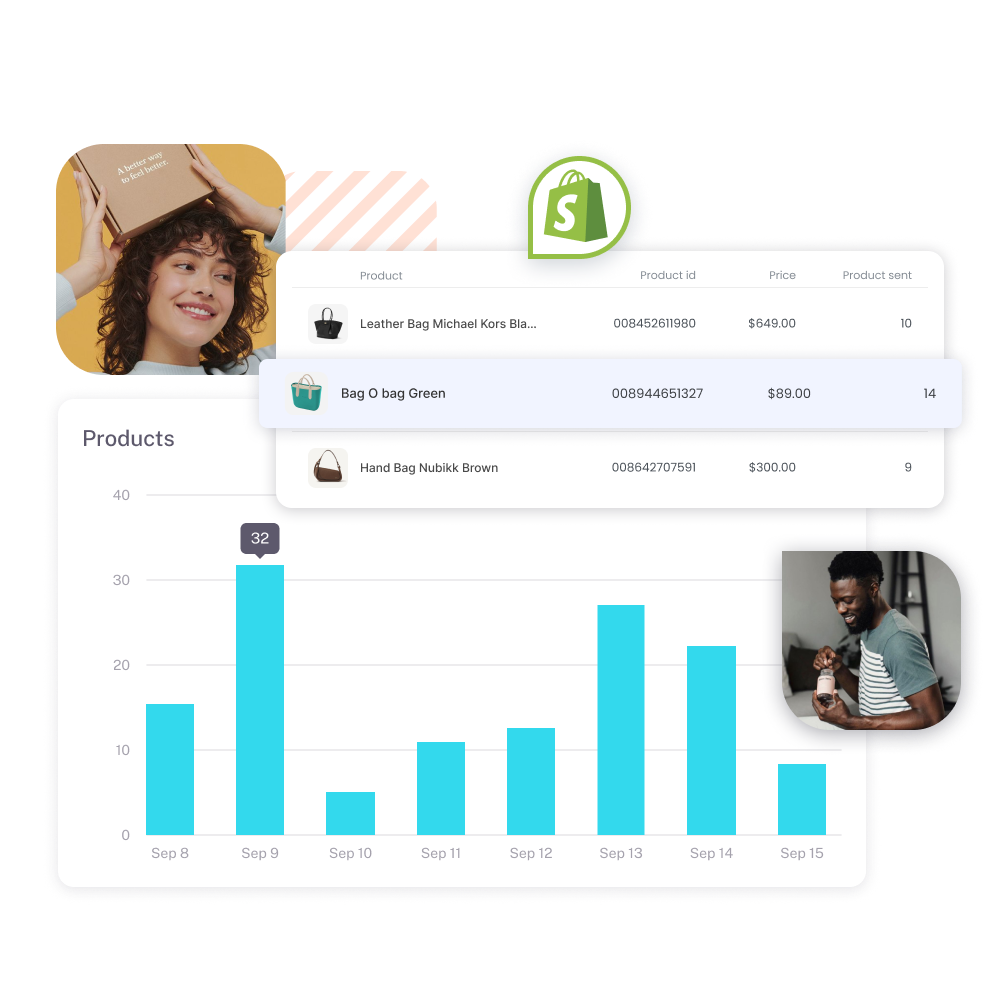 A better way
to feel better.
S
Product Product id Price Product sent
Leather Bag Michael Kors Bla... 008452611980 $649.00 10
Bag O bag Green 008944651327 $89.00 14
Hand Bag Nubikk Brown 008642707591 $300.00 9
Products
40
32
30
20
10
0
Sep 8 Sep 9 Sep 10 Sep 11 Sep 12 Sep 13 Sep 14 Sep 15